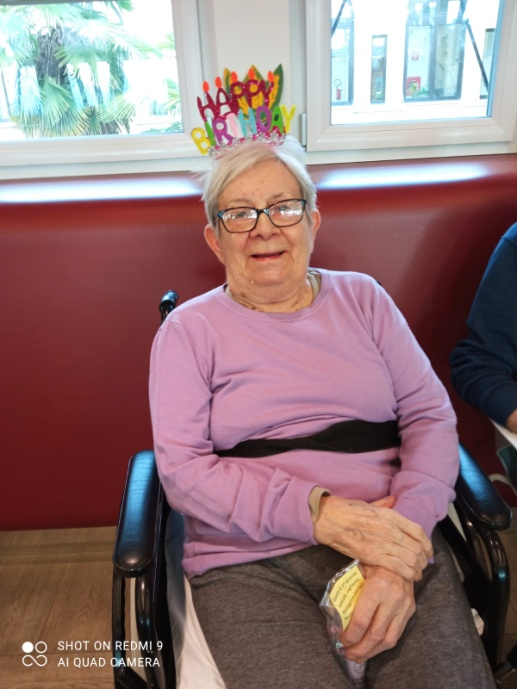 HAPPY
BIRTHDAY
SHOT ON REDMI 9
AI QUAD CAMERA